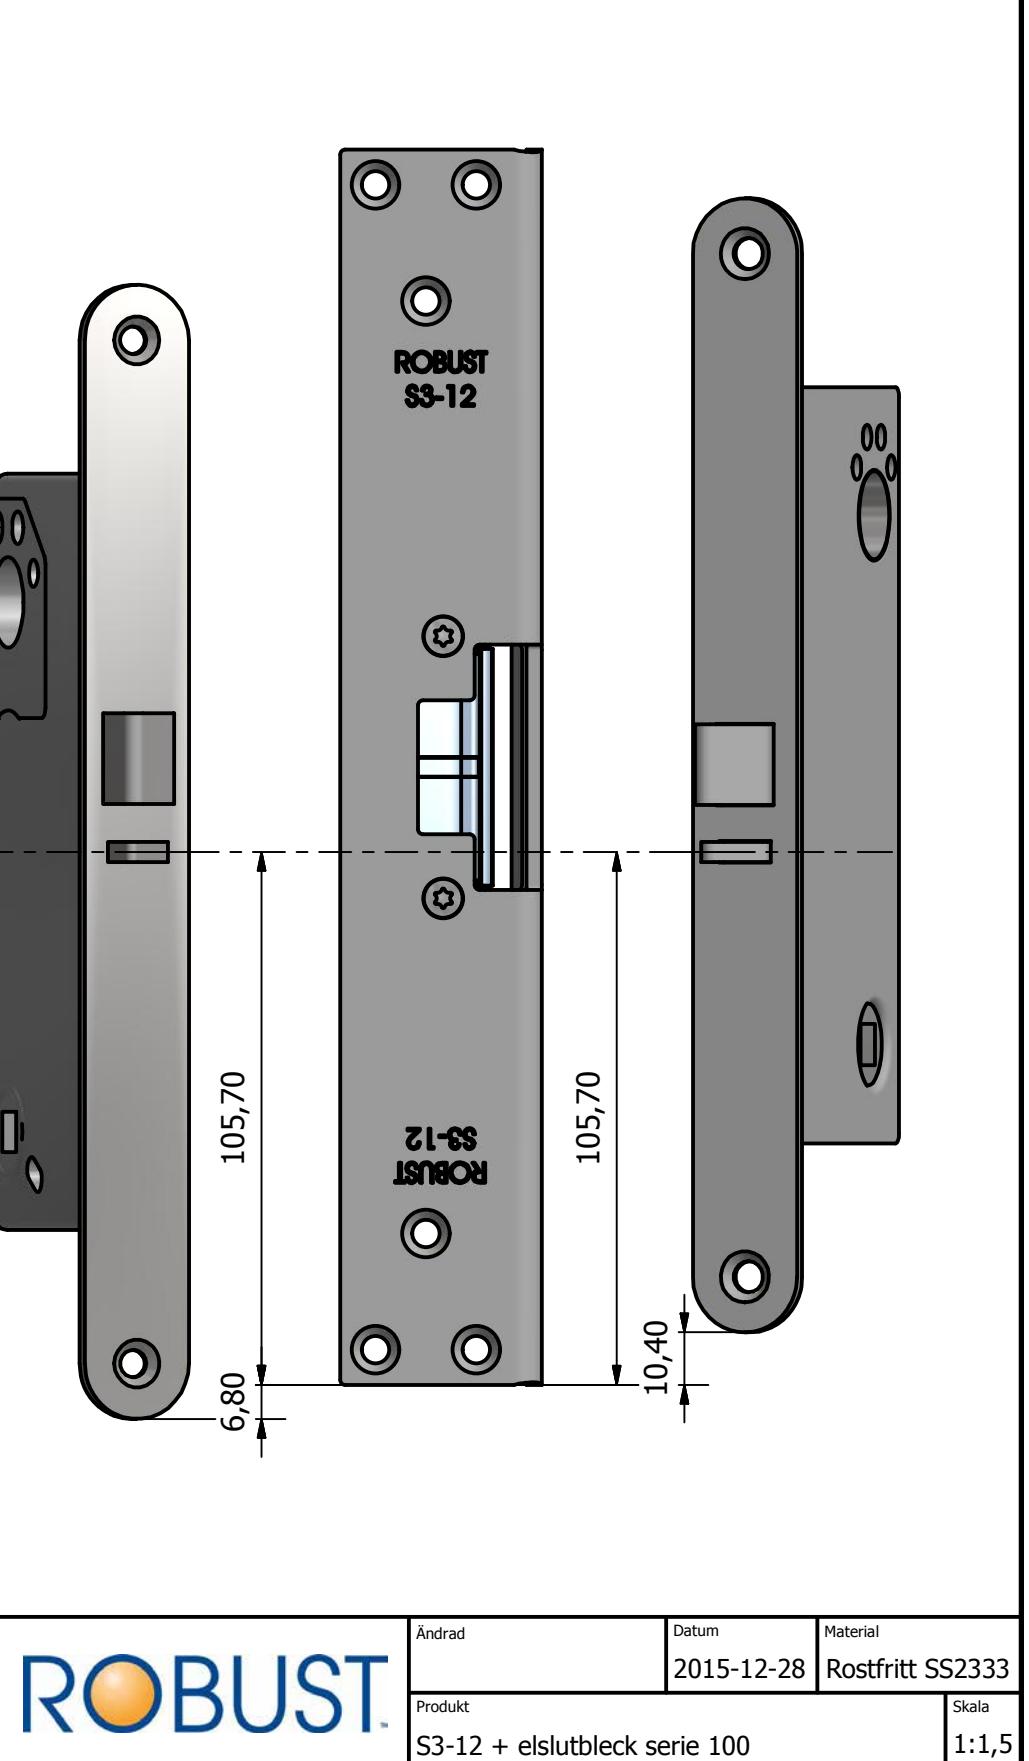 ROBUST
S3-12
105,70
105,70
S3-12
ROBUST
10,40
6,80
ROBUST
Ändrad
Datum
2015-12-28
Material
Rostfritt SS2333
Produkt
S3-12 + elslutbleck serie 100
Skala
1:1,5